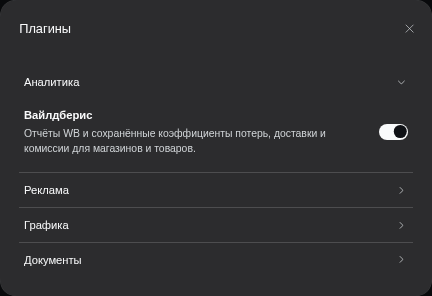 Плагины
Аналитика
Вайлдберис
Отчёты WB и сохранённые коэффициенты потерь, доставки и
комиссии для магазинов и товаров.
Реклама
Графика
Документы